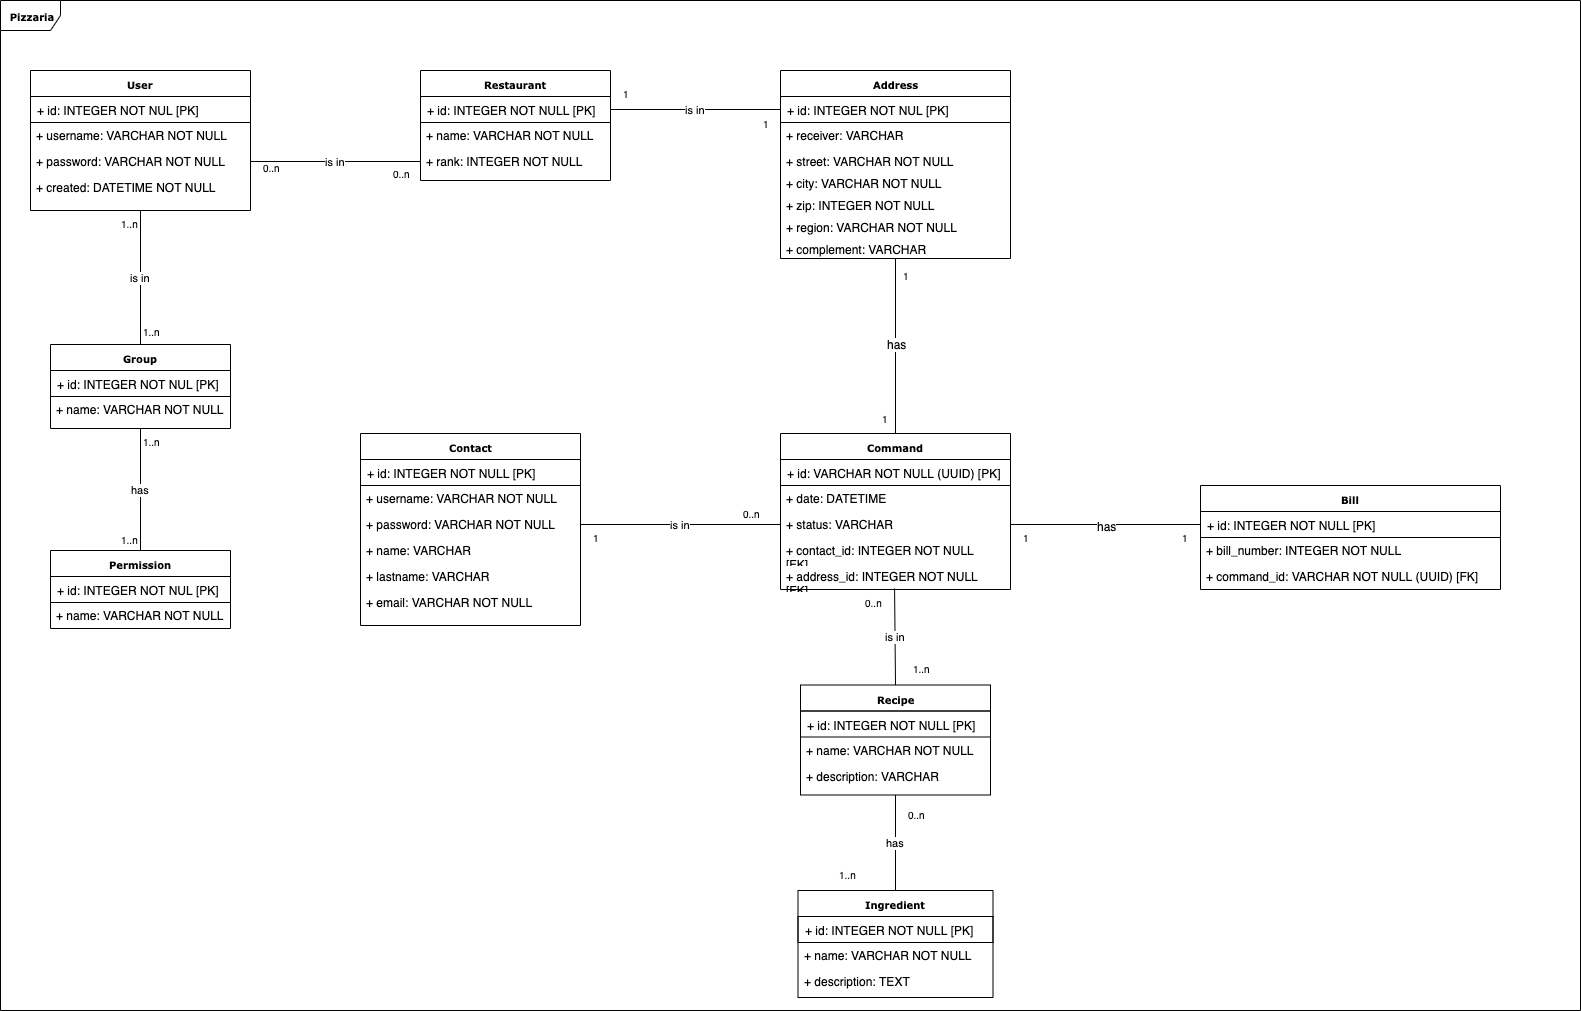 Pizzaria
User
+ id: INTEGER NOT NUL [PK]
+ username: VARCHAR NOT NULL
+ password: VARCHAR NOT NULL
+ created: DATETIME NOT NULL
0..n
is in
0..n
Restaurant
+ id: INTEGER NOT NULL [PK]
+ name: VARCHAR NOT NULL
+ rank: INTEGER NOT NULL
1
is in
1
Address
+ id: INTEGER NOT NUL [PK]
+ receiver: VARCHAR
+ street: VARCHAR NOT NULL
+ city: VARCHAR NOT NULL
+ zip: INTEGER NOT NULL
+ region: VARCHAR NOT NULL
+ complement: VARCHAR
1..n
is in
1..n
Group
+ id: INTEGER NOT NUL [PK]
+ name: VARCHAR NOT NULL
1..n
has
1..n
Permission
+ id: INTEGER NOT NUL [PK]
+ name: VARCHAR NOT NULL
1
has
1
Contact
+ id: INTEGER NOT NULL [PK]
+ username: VARCHAR NOT NULL
+ password: VARCHAR NOT NULL
+ name: VARCHAR
+ lastname: VARCHAR
+ email: VARCHAR NOT NULL
1
is in
0..n
Command
+ id: VARCHAR NOT NULL (UUID) [PK]
+ date: DATETIME
+ status: VARCHAR
+ contact_id: INTEGER NOT NULL
[FK]
+ address_id: INTEGER NOT NULL
[FK]
1
has
1
Bill
+ id: INTEGER NOT NULL [PK]
+ bill_number: INTEGER NOT NULL
+ command_id: VARCHAR NOT NULL (UUID) [FK]
0..n
is in
1..n
Recipe
+ id: INTEGER NOT NULL [PK]
+ name: VARCHAR NOT NULL
+ description: VARCHAR
0..n
has
1..n
Ingredient
+ id: INTEGER NOT NULL [PK]
+ name: VARCHAR NOT NULL
+ description: TEXT